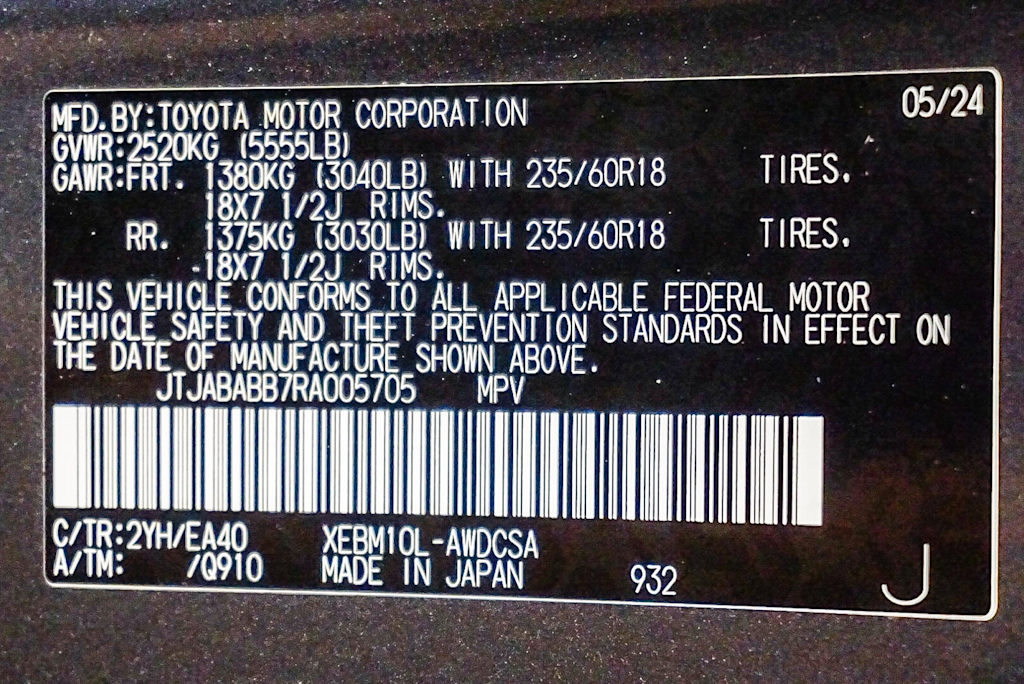 MFD.BY:TOYOTA MOTOR CORPORATION 05/24
GVWR:2520KG (5555LB)
GAWR:FRT. 1380KG (3040LB) WITH 235/60R18 TIRES.
18X7 1/2J RIMS.
RR. 1375KG (3030LB) WITH 235/60R18 TIRES.
18X7 1/2J RIMS.
THIS VEHICLE CONFORMS TO ALL APPLICABLE FEDERAL MOTOR
VEHICLE SAFETY AND THEFT PREVENTION STANDARDS IN EFFECT ON
THE DATE OF MANUFACTURE SHOWN ABOVE.
JTJABABB7RA005705 MPV
C/TR:2YH/EA40 XEBM10L-AWDCSA
A/TM: /Q910 MADE IN JAPAN 932 J